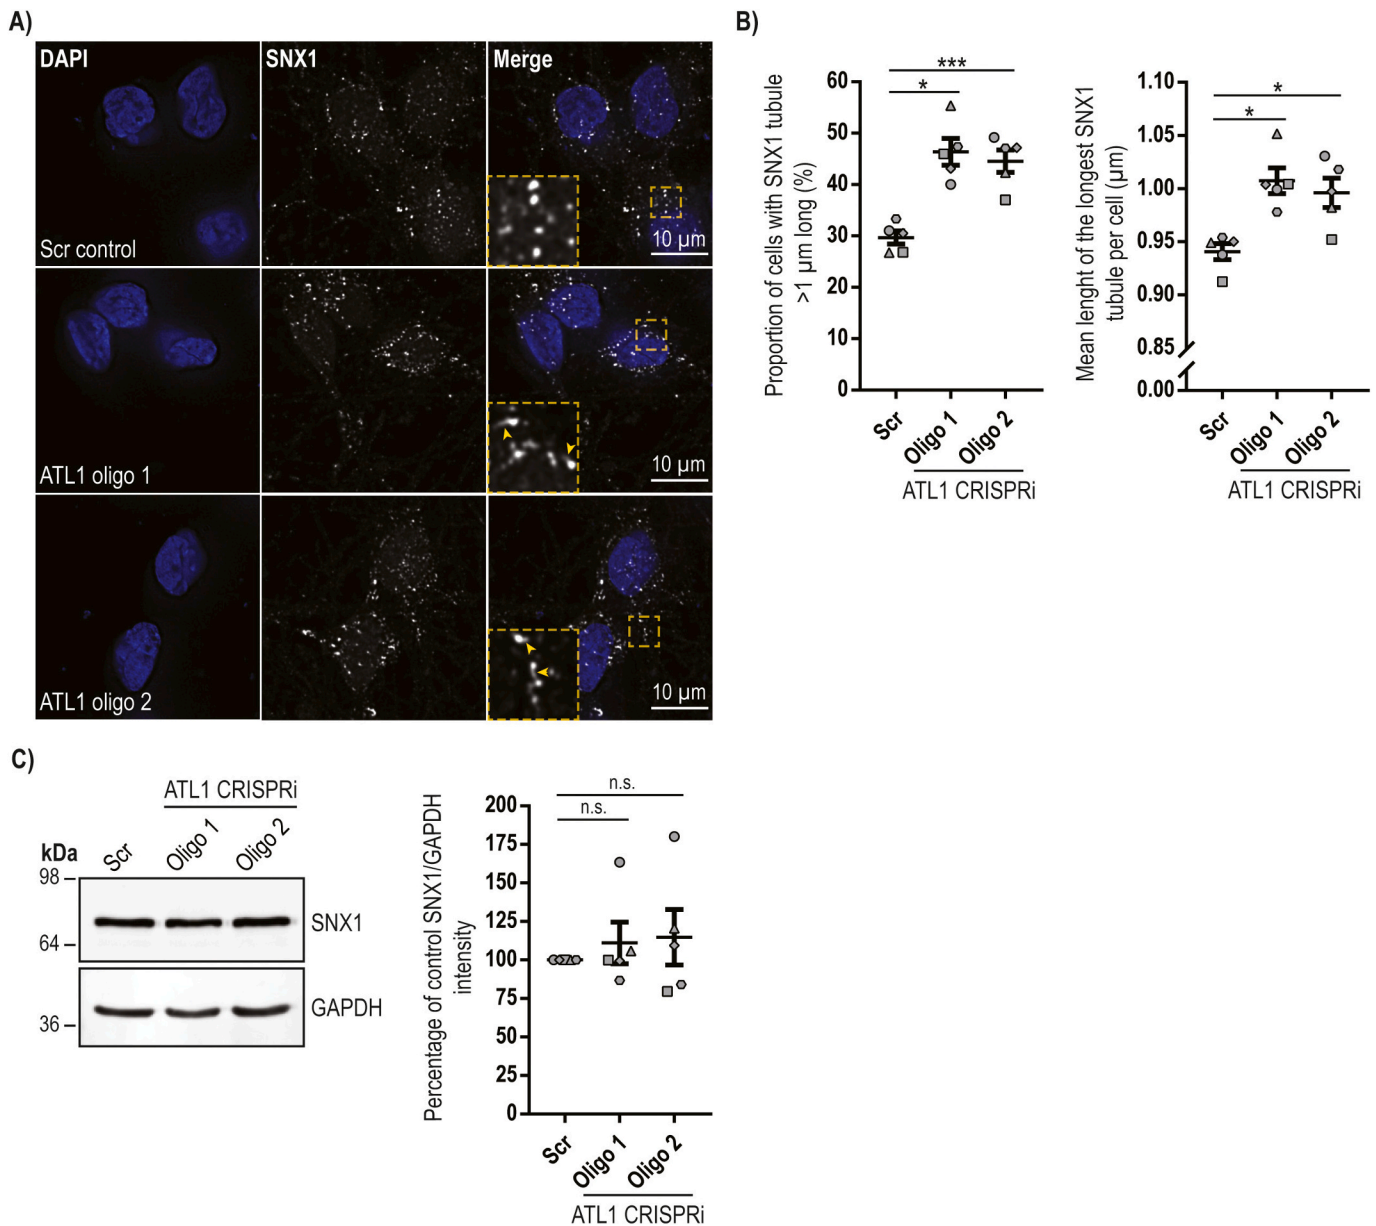 A)
DAPI
SNX1
Merge
Scr control
10 µm
ATL1 oligo 1
10 µm
ATL1 oligo 2
10 µm
B)
Proportion of cells with SNX1 tubule
>1 µm long (%)
60
50
40
30
20
10
0
***
*
Scr
Oligo 1
Oligo 2
ATL1 CRISPRi
Mean lenght of the longest SNX1
tubule per cell (µm)
1.10
1.05
1.00
0.95
0.90
0.85
0.00
*
*
Scr
Oligo 1
Oligo 2
ATL1 CRISPRi
C)
ATL1 CRISPRi
kDa
Scr
Oligo 1
Oligo 2
98
64
36
SNX1
GAPDH
Percentage of control SNX1/GAPDH
intensity
200
175
150
125
100
75
50
25
0
n.s.
n.s.
Scr
Oligo 1
Oligo 2
ATL1 CRISPRi